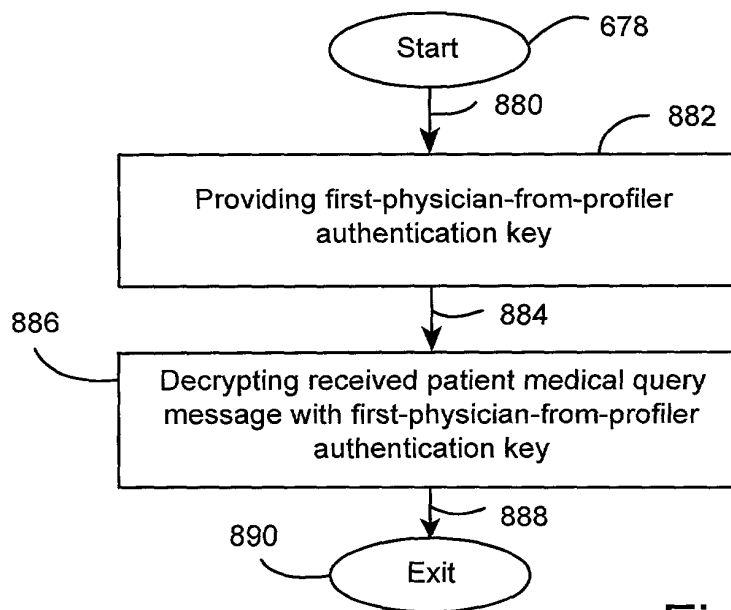 Start
678
880
882
Providing first-physician-from-profiler
authentication key
884
886
Decrypting received patient medical query
message with first-physician-from-profiler
authentication key
888
890
Exit